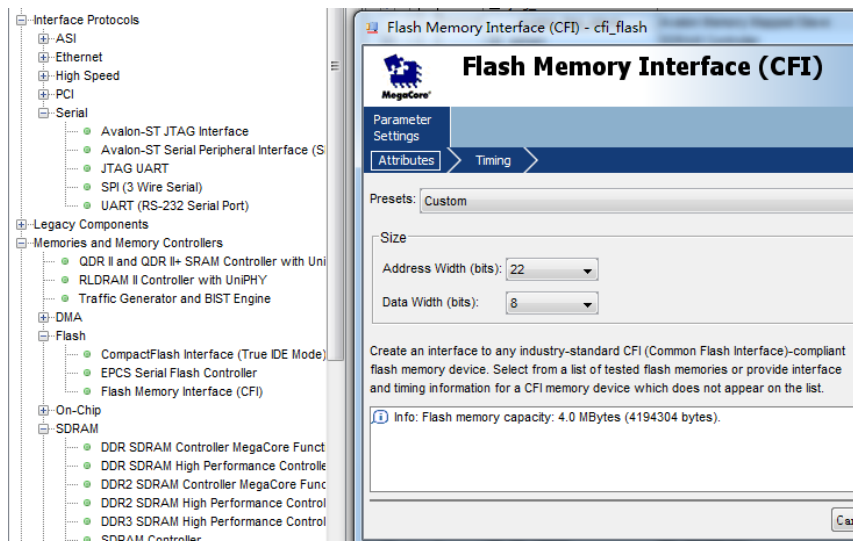 Interface Protocols
ASI
Ethernet
High Speed
PCI
Serial
Avalon-ST JTAG Interface
Avalon-ST Serial Peripheral Interface (S
JTAG UART
SPI (3 Wire Serial)
UART (RS-232 Serial Port)
Legacy Components
Memories and Memory Controllers
QDR II and QDR II+ SRAM Controller with Uni
RLDRAM II Controller with UniPHY
Traffic Generator and BIST Engine
DMA
Flash
CompactFlash Interface (True IDE Mode)
EPCS Serial Flash Controller
Flash Memory Interface (CFI)
On-Chip
SDRAM
DDR SDRAM Controller MegaCore Funct
DDR SDRAM High Performance Controlle
DDR2 SDRAM Controller MegaCore Func
DDR2 SDRAM High Performance Control
DDR3 SDRAM High Performance Control
SDRAM Controller
Flash Memory Interface (CFI) - cfi_flash
MegaCore®
Flash Memory Interface (CFI)
Parameter
Settings
Attributes
Timing
Presets: Custom
Size
Address Width (bits): 22
Data Width (bits): 8
Create an interface to any industry-standard CFI (Common Flash Interface)-compliant
flash memory device. Select from a list of tested flash memories or provide interface
and timing information for a CFI memory device which does not appear on the list.
Info: Flash memory capacity: 4.0 MBytes (4194304 bytes).
Ca